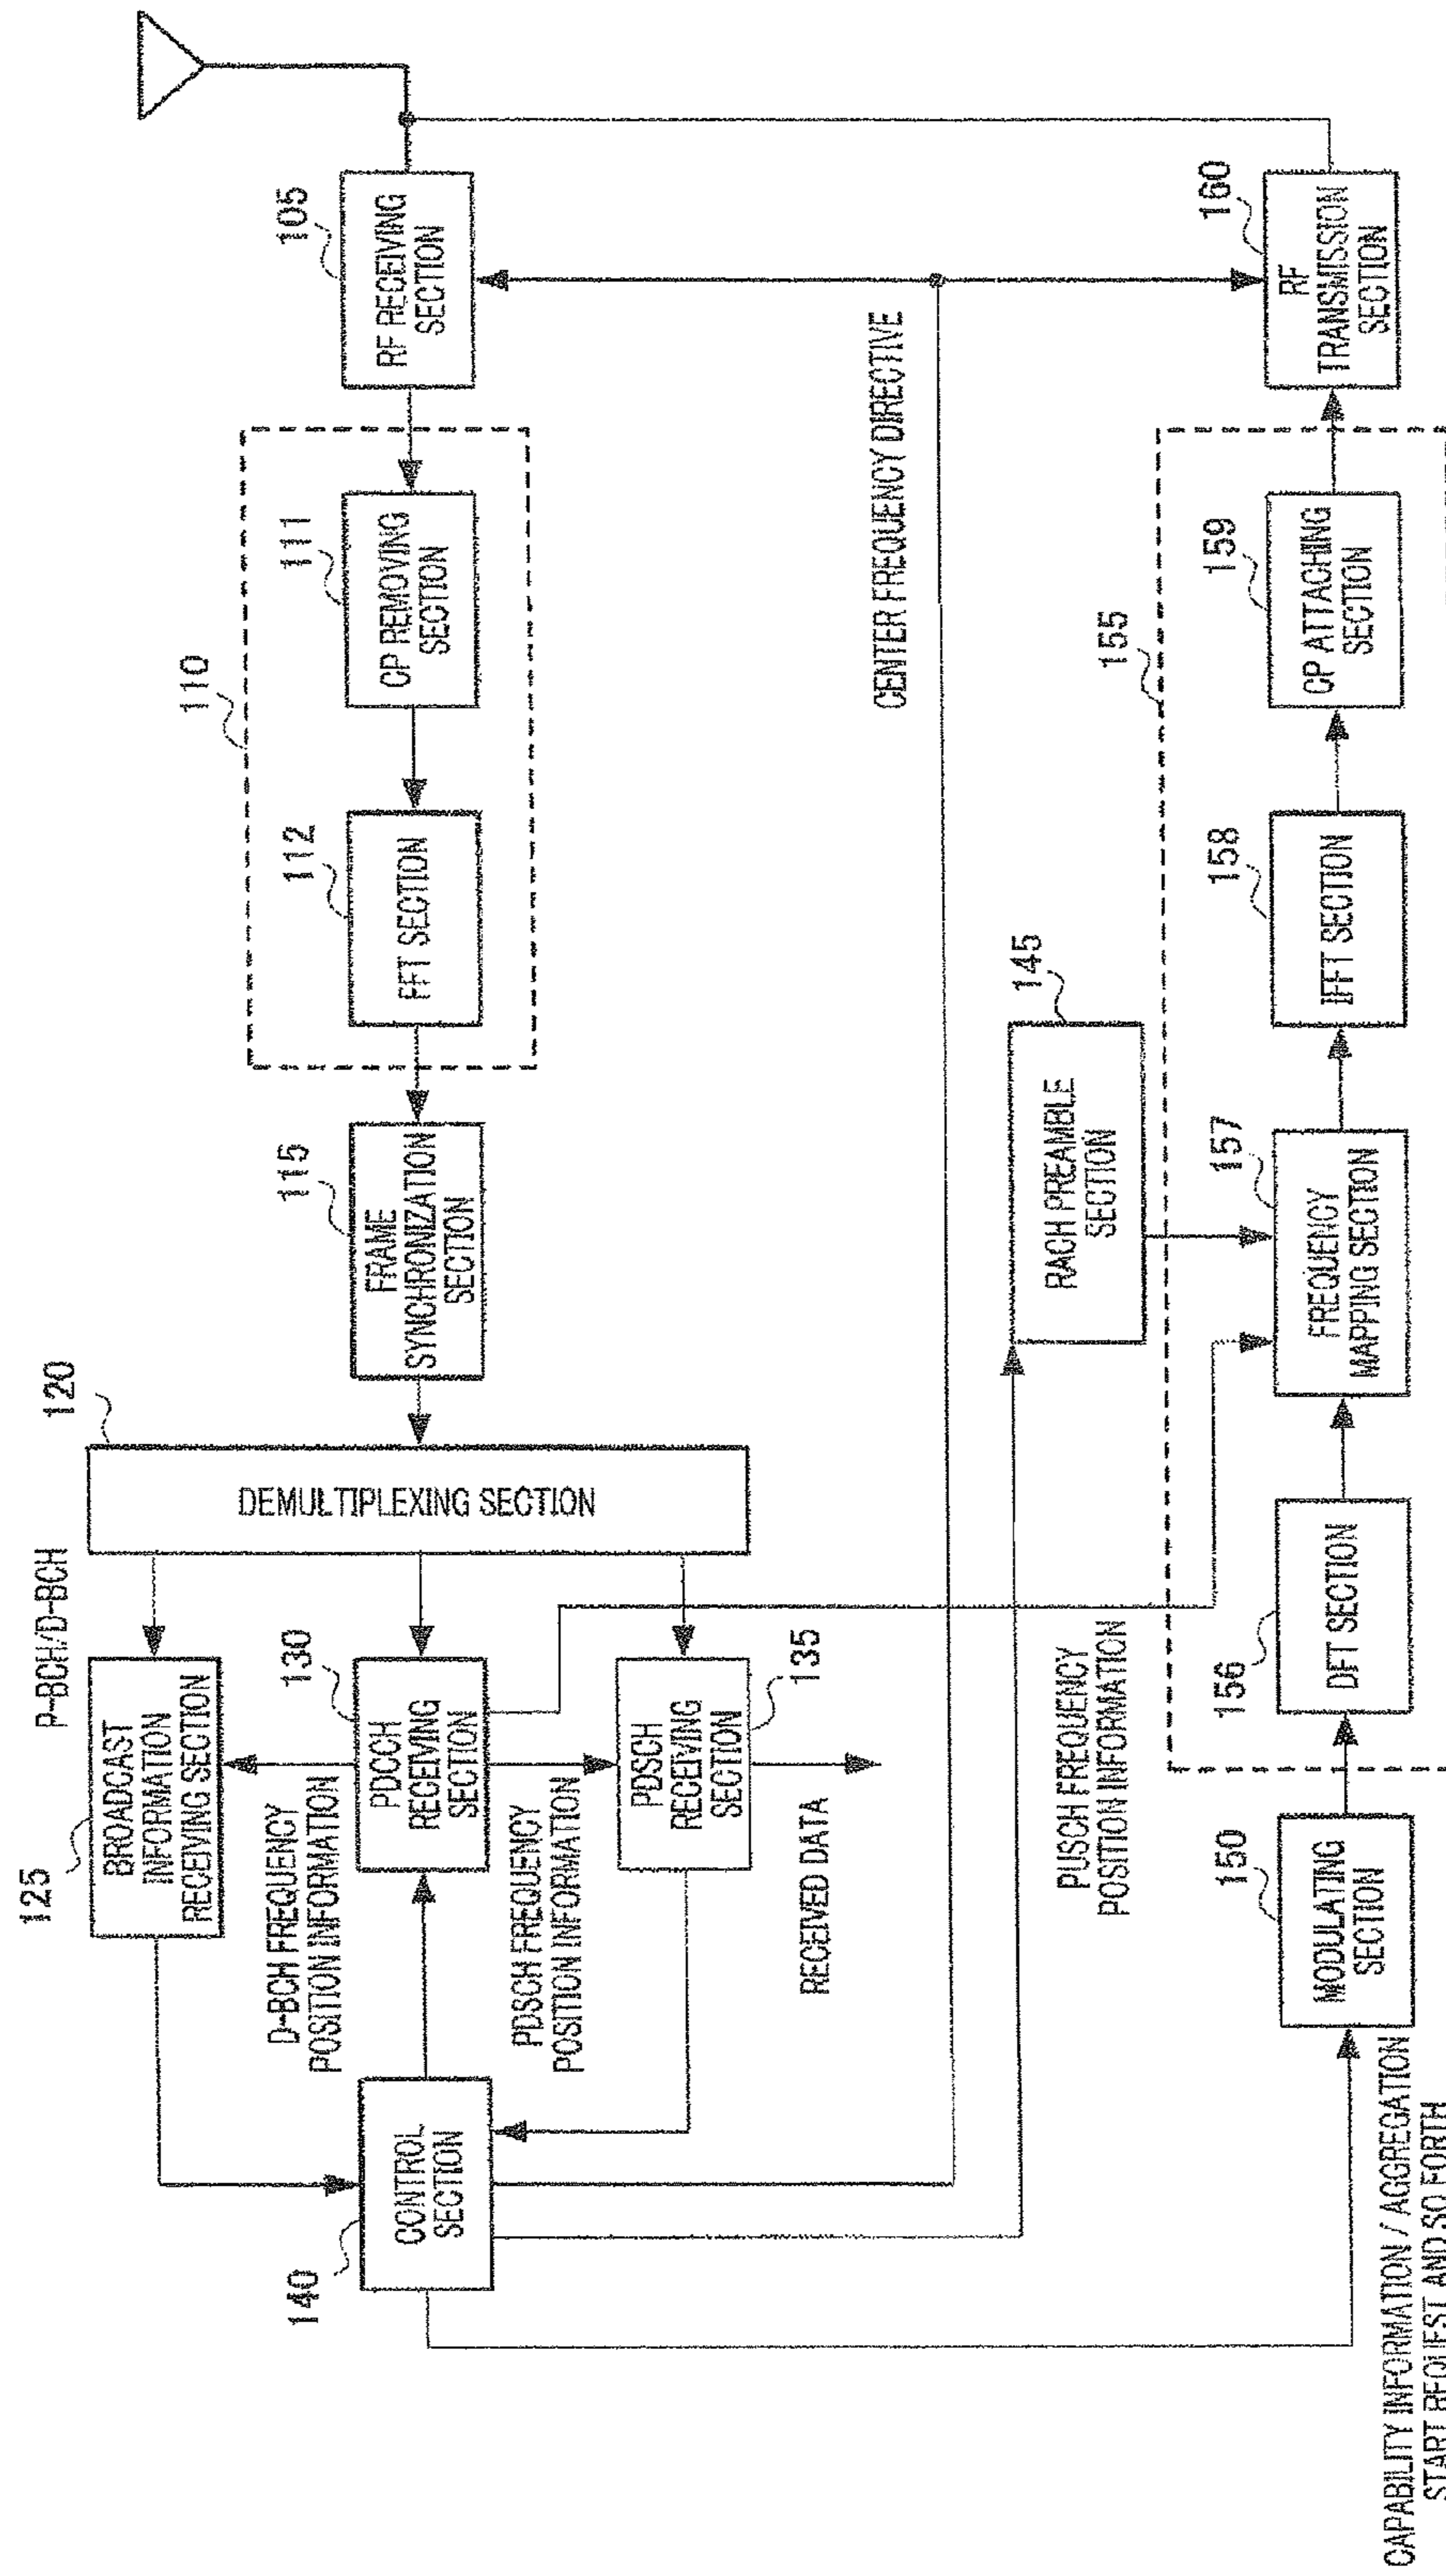 125
BROADCAST
INFORMATION
RECEIVING SECTION
P-BCH/D-BCH
120
DEMULTIPLEXING SECTION
115
FRAME
SYNCHRONIZATION
SECTION
110
112
FFT SECTION
111
CP REMOVING
SECTION
105
RF RECEIVING
SECTION
D-BCH FREQUENCY
POSITION INFORMATION
130
PDCCH
RECEIVING
SECTION
140
CONTROL
SECTION
PDSCH FREQUENCY
POSITION INFORMATION
135
PDSCH
RECEIVING
SECTION
RECEIVED DATA
CENTER FREQUENCY DIRECTIVE
145
RACH PREAMBLE
SECTION
PUSCH FREQUENCY
POSITION INFORMATION
155
150
MODULATING
SECTION
156
DFT SECTION
157
FREQUENCY
MAPPING SECTION
158
IFFT SECTION
159
CP ATTACHING
SECTION
160
RF
TRANSMISSION
SECTION
CAPABILITY INFORMATION / AGGREGATION
START REQUEST AND SO FORTH